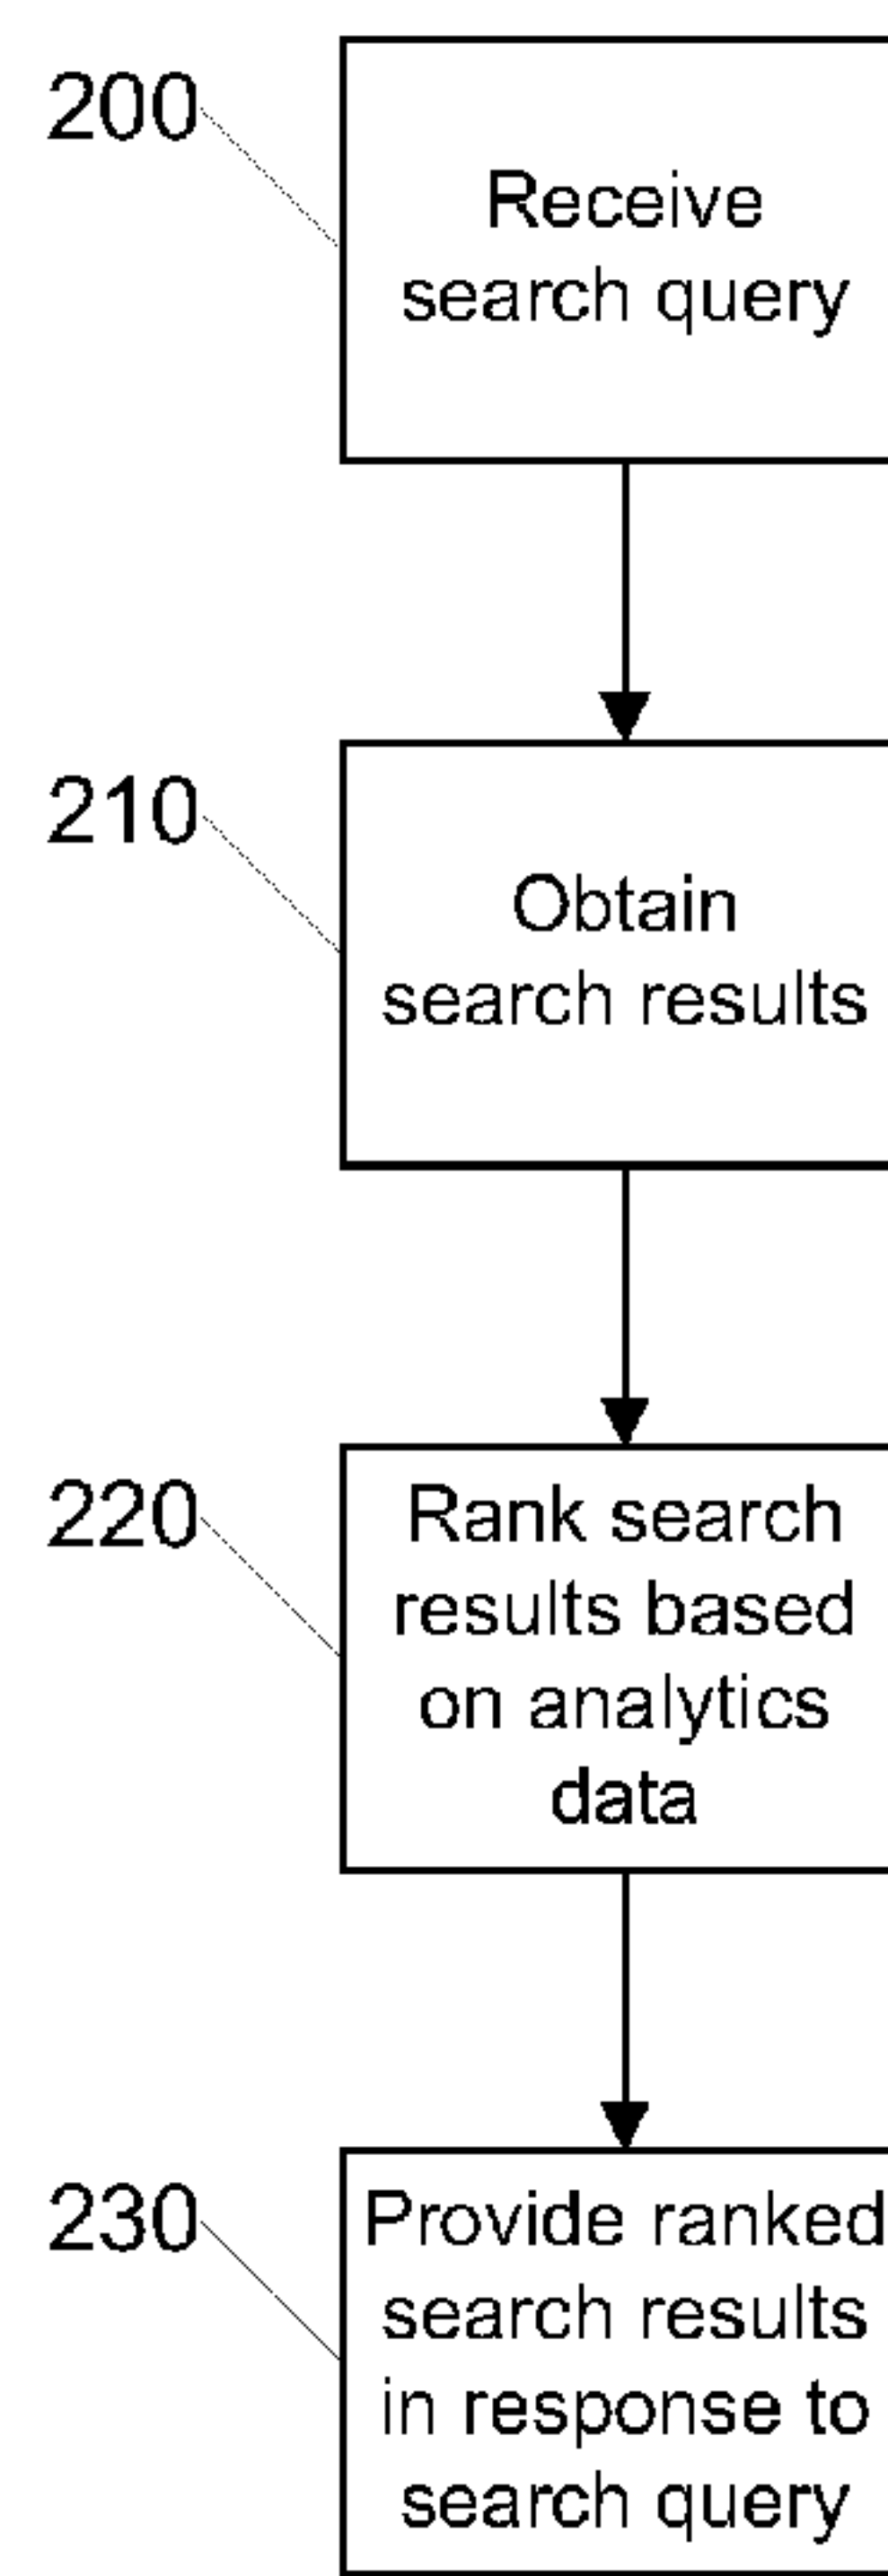 200
Receive
search query
210
Obtain
search results
220
Rank search
results based
on analytics
data
230
Provide ranked
search results
in response to
search query